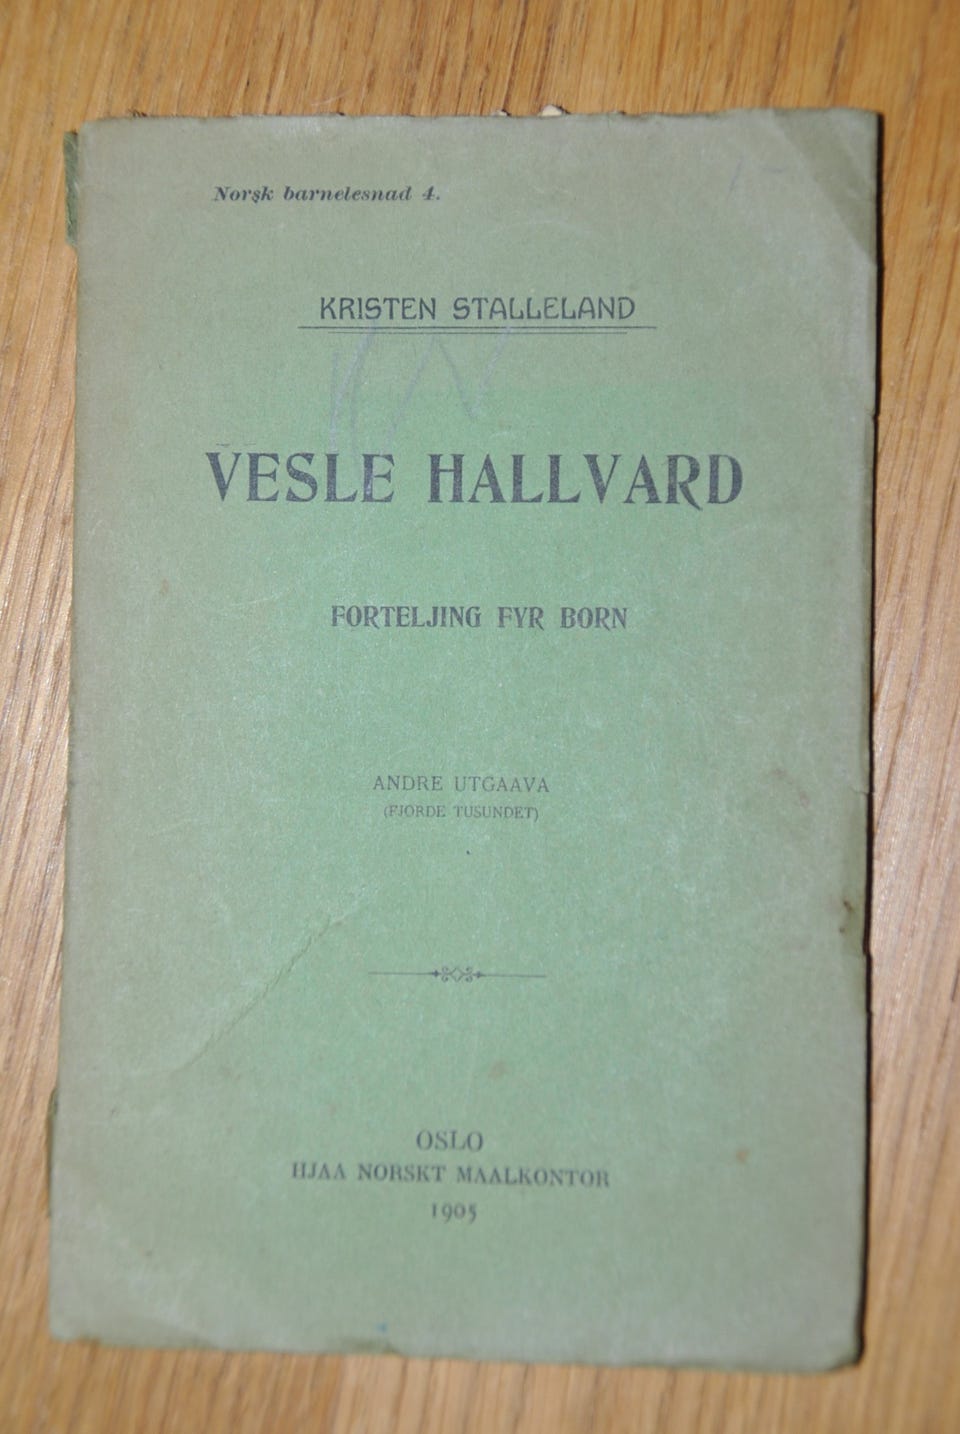 Norsk barnelesnad 4.
KRISTEN STALLELAND
VESLE HALLVARD
FORTELJING FYR BORN
ANDRE UTGAAVA
(FJORDE TUSUNDET)
OSLO
HJAA NORSKT MAALKONTOR
1905